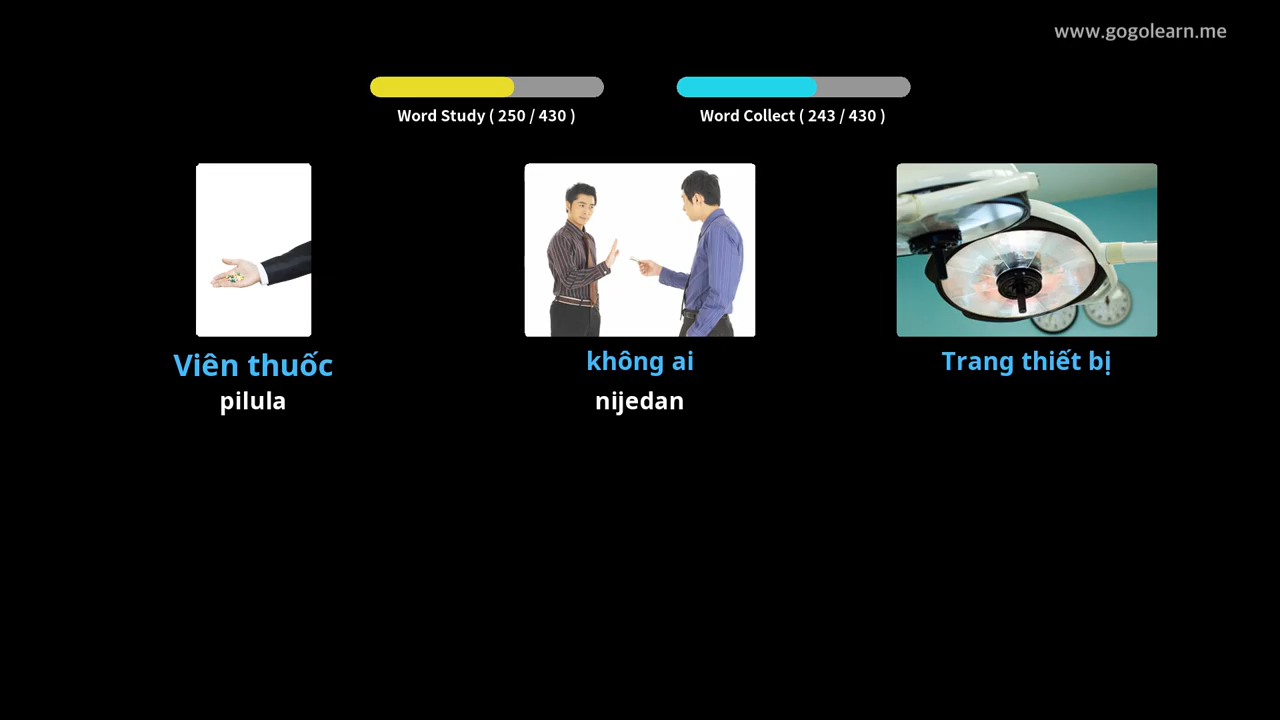 www.gogolearn.me
Word Study ( 250 / 430 )
Word Collect ( 243 / 430 )
Viên thuốc
không ai
Trang thiết bị
pilula
nijedan